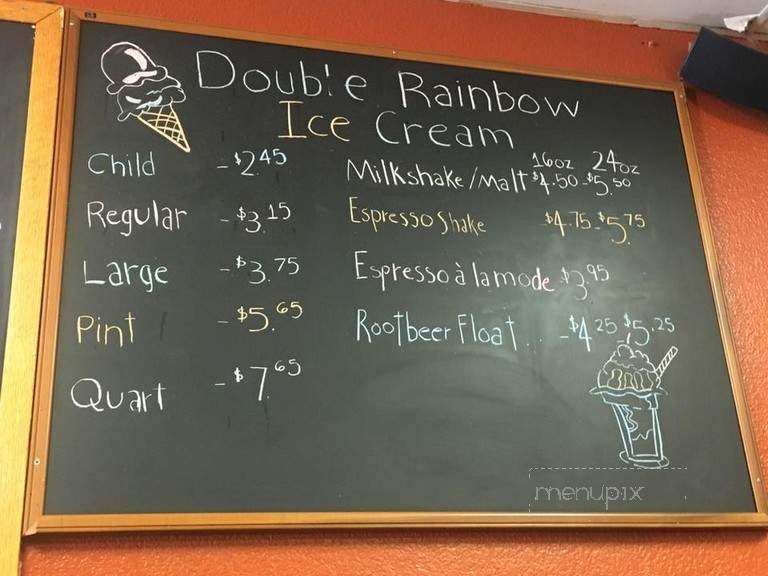 Double Rainbow
Ice Cream
Child - $2.45
Regular - $3.15
Large - $3.75
Pint - $5.65
Quart - $7.65
16oz 24oz
Milkshake/Malt $4.50 - $5.50
Espresso Shake $4.75 - $5.75
Espresso à la mode $3.95
Rootbeer Float... - $4.25 $5.25
menupix